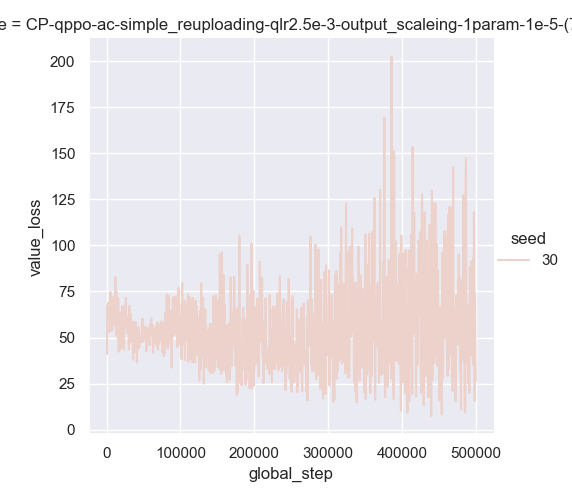 e = CP-qppo-ac-simple_reuploading-qlr2.5e-3-output_scaleing-1param-1e-5-(7
200
175
150
125
100
75
50
25
0
value_loss
seed
30
0 100000 200000 300000 400000 500000
global_step